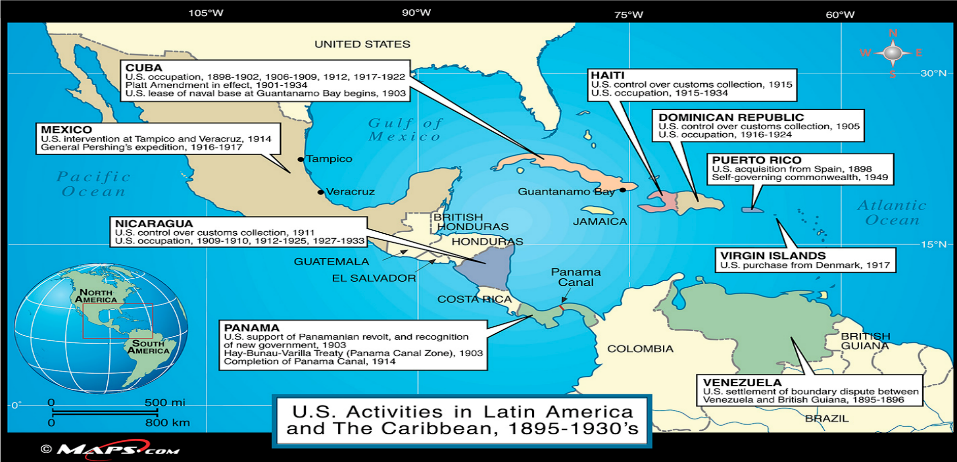 105°W 90°W 75°W 60°W
UNITED STATES
N
W E
S
30°N
CUBA
U.S. occupation, 1898-1902, 1906-1909, 1912, 1917-1922
Platt Amendment in effect, 1901-1934
U.S. lease of naval base at Guantanamo Bay begins, 1903
HAITI
U.S. control over customs collection, 1915
U.S. occupation, 1915-1934
DOMINICAN REPUBLIC
U.S. control over customs collection, 1905
U.S. occupation, 1916-1924
MEXICO
U.S. intervention at Tampico and Veracruz, 1914
General Pershing's expedition, 1916-1917
Gulf of
Mexico
PUERTO RICO
U.S. acquisition from Spain, 1898
Self-governing commonwealth, 1949
Tampico
Pacific
Ocean
Veracruz
Guantanamo Bay
Atlantic
Ocean
JAMAICA
NICARAGUA
U.S. control over customs collection, 1911
U.S. occupation, 1909-1910, 1912-1925, 1927-1933
BRITISH
HONDURAS
HONDURAS
15°N
GUATEMALA
EL SALVADOR
VIRGIN ISLANDS
U.S. purchase from Denmark, 1917
Panama
Canal
COSTA RICA
NORTH
AMERICA
SOUTH
AMERICA
PANAMA
U.S. support of Panamanian revolt, and recognition
of new government, 1903
Hay-Bunau-Varilla Treaty (Panama Canal Zone), 1903
Completion of Panama Canal, 1914
COLOMBIA
BRITISH
GUIANA
VENEZUELA
U.S. settlement of boundary dispute between
Venezuela and British Guiana, 1895-1896
BRAZIL
0°
0 500 mi
0 800 km
U.S. Activities in Latin America
and The Caribbean, 1895-1930's
© MAPS.COM